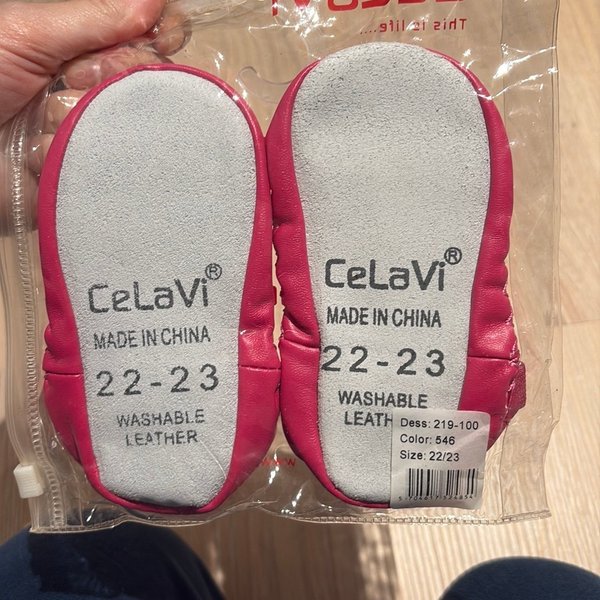 This is life.....
CeLaVi®
MADE IN CHINA
22-23
WASHABLE
LEATHER
CeLaVi®
MADE IN CHINA
22-23
WASHABLE
Dess: 219-100
Color: 546
Size: 22/23